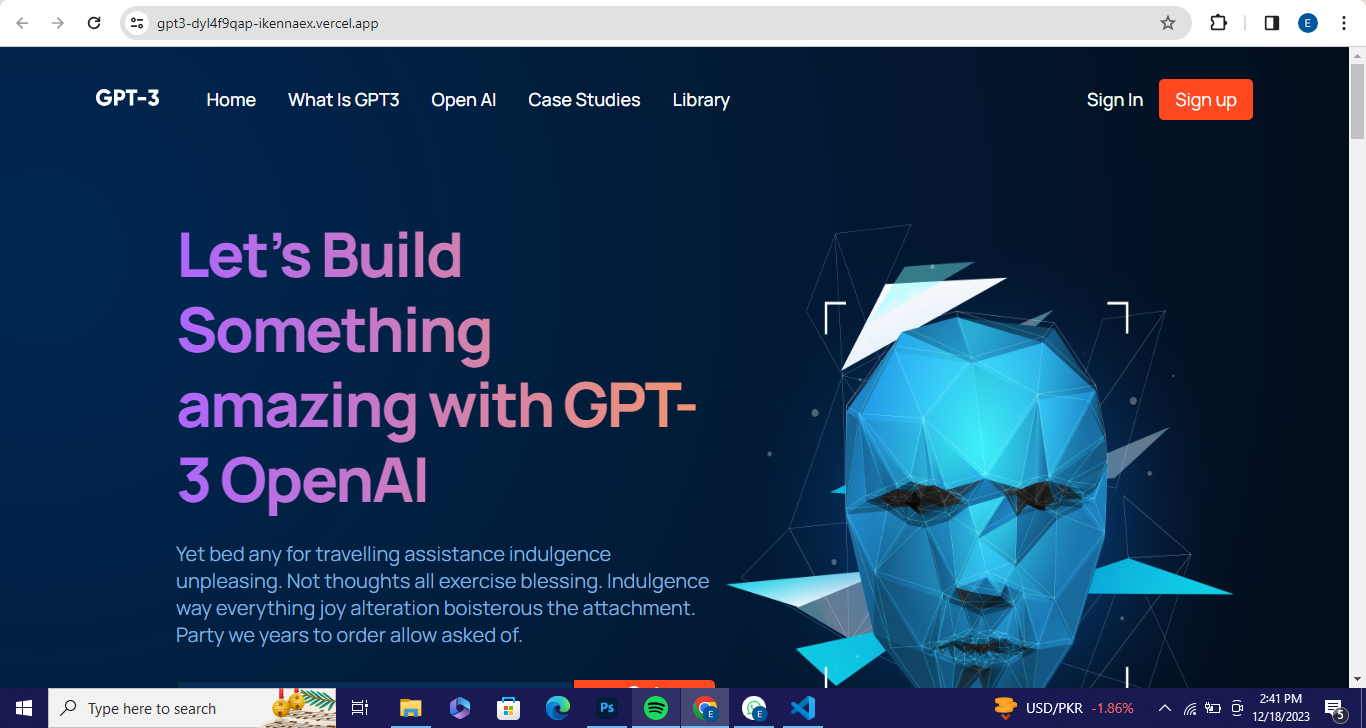 gpt3-dyl4f9qap-ikennaex.vercel.app
E
GPT-3
Home
What Is GPT3
Open AI
Case Studies
Library
Sign In
Sign up
Let's Build
Something
amazing with GPT-
3 OpenAI
Yet bed any for travelling assistance indulgence
unpleasing. Not thoughts all exercise blessing. Indulgence
way everything joy alteration boisterous the attachment.
Party we years to order allow asked of.
Type here to search
Ps
E
E
USD/PKR -1.86%
2:41 PM
12/18/2023
5